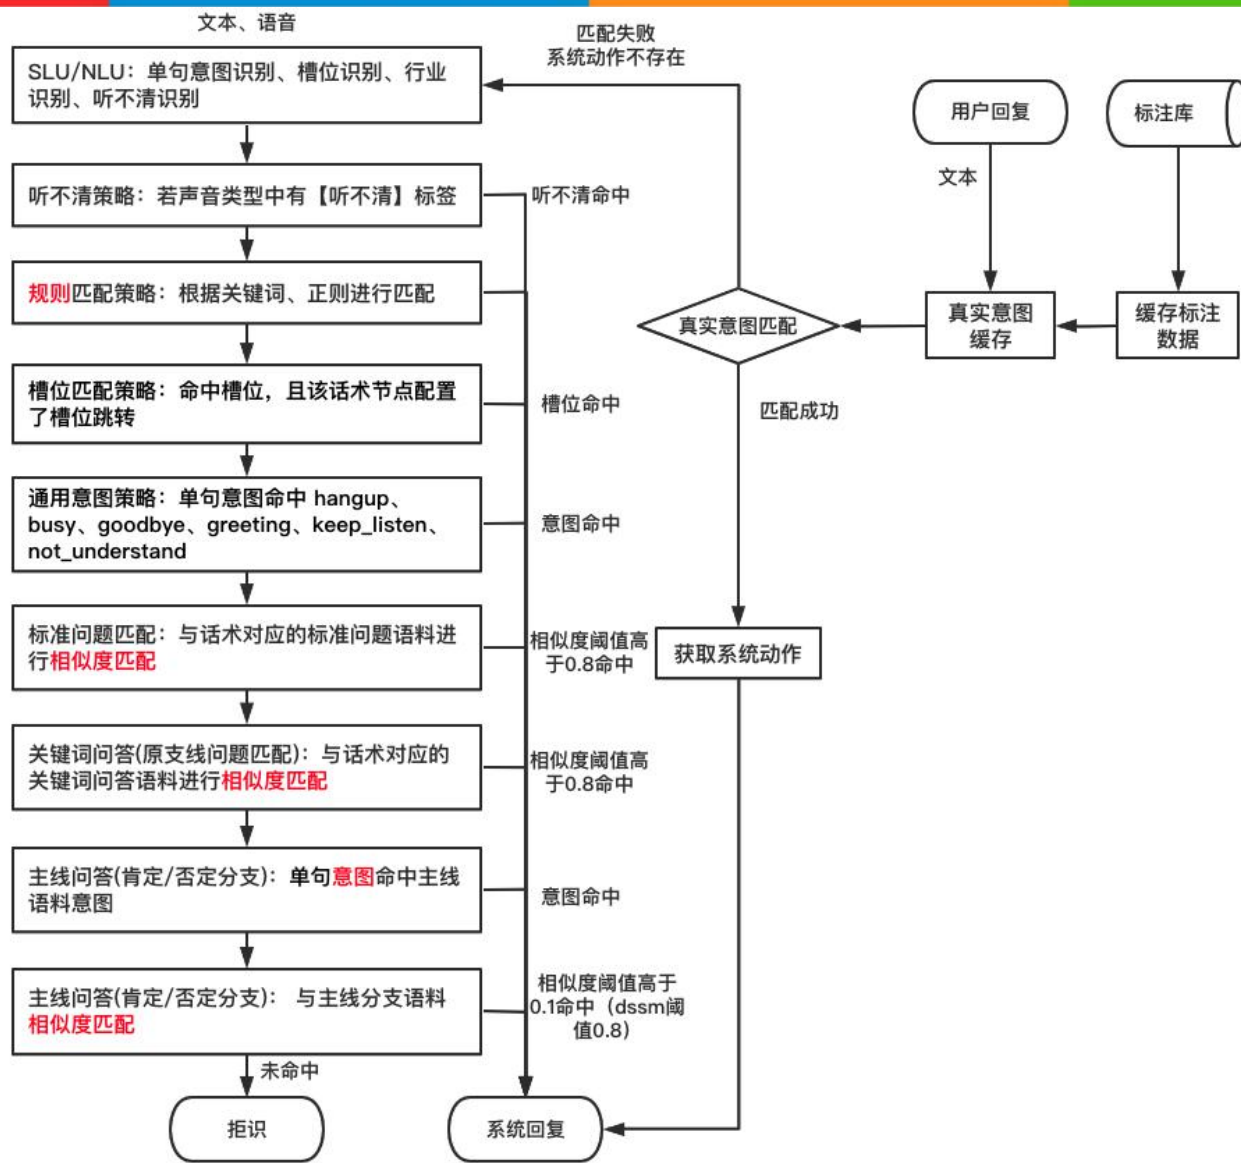 文本、语音
SLU/NLU：单句意图识别、槽位识别、行业
识别、听不清识别
听不清策略：若声音类型中有【听不清】标签
听不清命中
规则匹配策略：根据关键词、正则进行匹配
槽位匹配策略：命中槽位，且该话术节点配置
了槽位跳转
槽位命中
通用意图策略：单句意图命中 hangup、
busy、goodbye、greeting、keep_listen、
not_understand
意图命中
标准问题匹配：与话术对应的标准问题语料进
行相似度匹配
相似度阈值高
于0.8命中
关键词问答(原支线问题匹配)：与话术对应的
关键词问答语料进行相似度匹配
相似度阈值高
于0.8命中
主线问答(肯定/否定分支)：单句意图命中主线
语料意图
意图命中
主线问答(肯定/否定分支)： 与主线分支语料
相似度匹配
相似度阈值高于
0.1命中（dssm阈
值0.8）
未命中
拒识
系统回复
匹配失败
系统动作不存在
用户回复
标注库
文本
真实意图匹配
真实意图
缓存
缓存标注
数据
匹配成功
获取系统动作